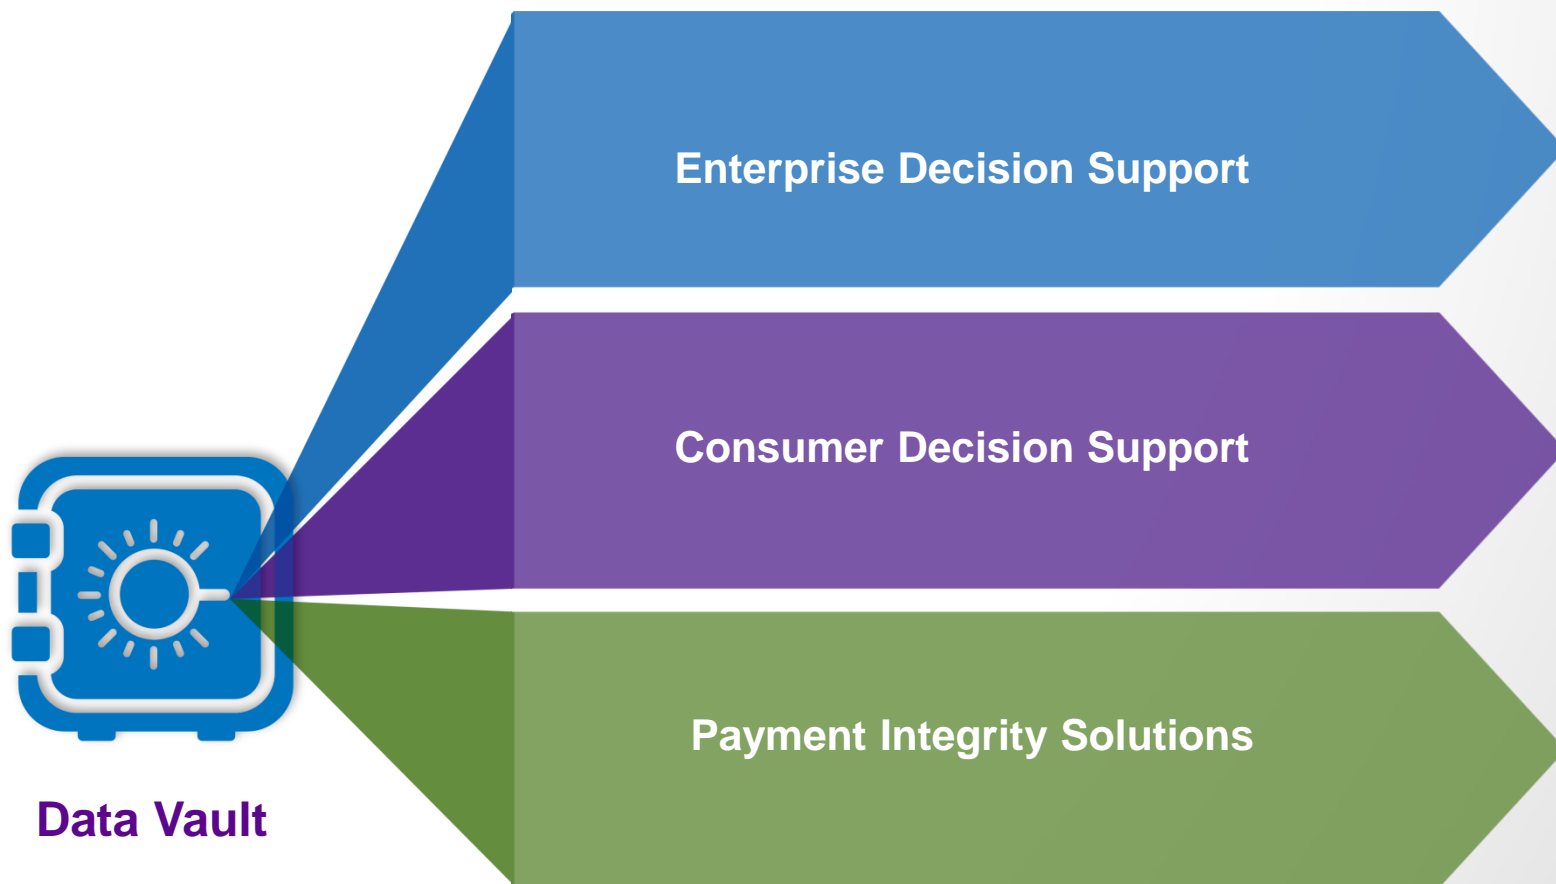 Enterprise Decision Support
Consumer Decision Support
Payment Integrity Solutions
Data Vault